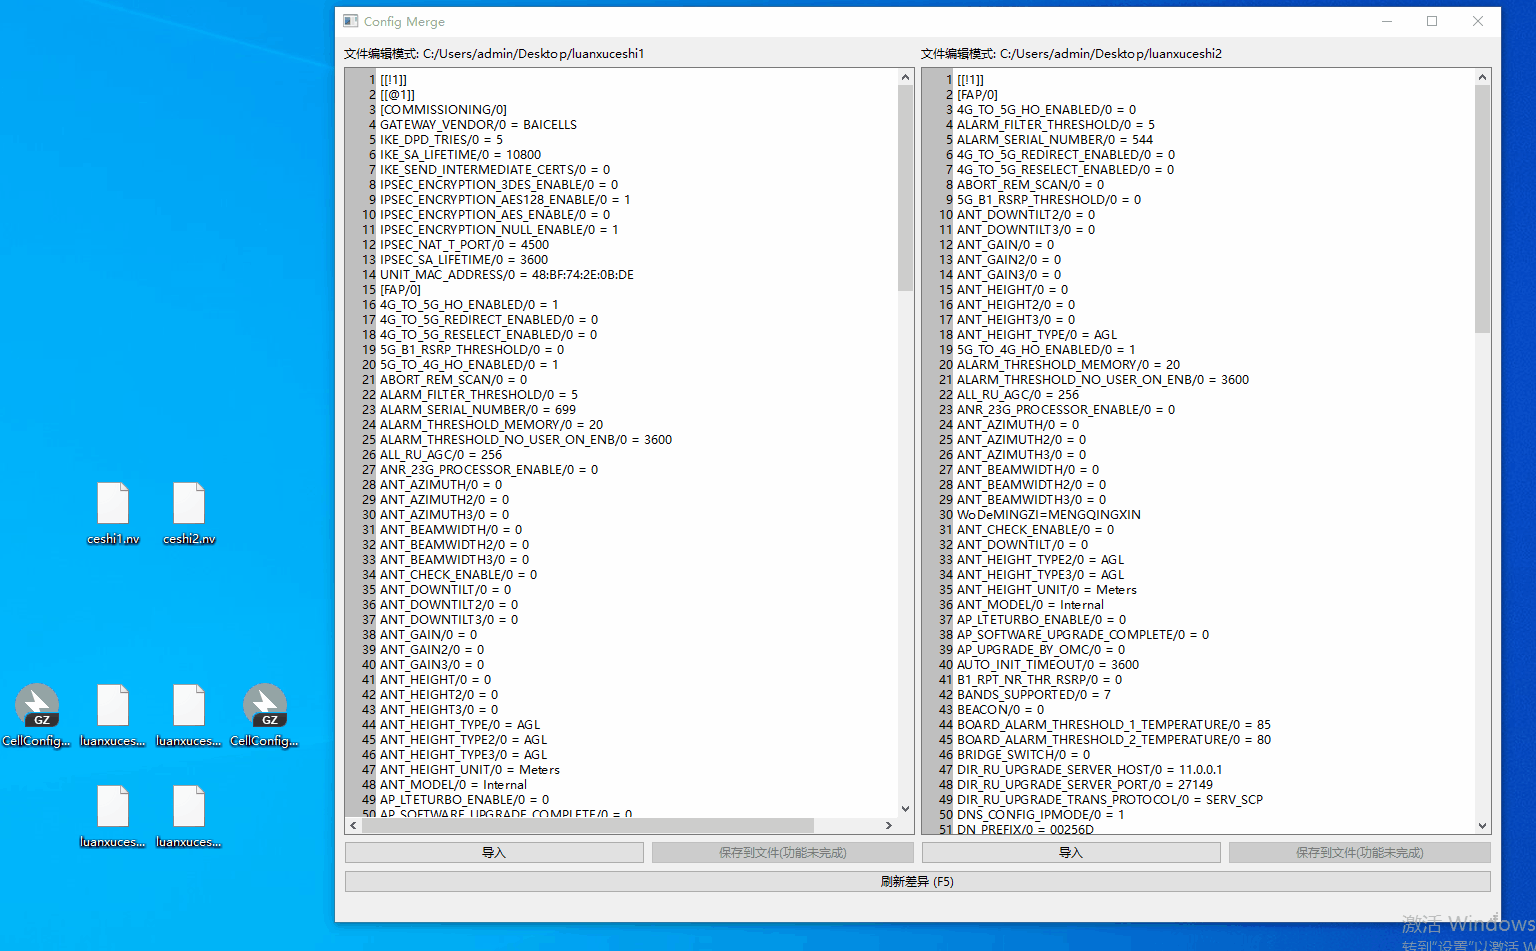 Config Merge
文件编辑模式: C:/Users/admin/Desktop/luanxuceshi1
1 [[!1]]
2 [[@1]]
3 [COMMISSIONING/0]
4 GATEWAY_VENDOR/0 = BAICELLS
5 IKE_DPD_TRIES/0 = 5
6 IKE_SA_LIFETIME/0 = 10800
7 IKE_SEND_INTERMEDIATE_CERTS/0 = 0
8 IPSEC_ENCRYPTION_3DES_ENABLE/0 = 0
9 IPSEC_ENCRYPTION_AES128_ENABLE/0 = 1
10 IPSEC_ENCRYPTION_AES_ENABLE/0 = 0
11 IPSEC_ENCRYPTION_NULL_ENABLE/0 = 1
12 IPSEC_NAT_T_PORT/0 = 4500
13 IPSEC_SA_LIFETIME/0 = 3600
14 UNIT_MAC_ADDRESS/0 = 48:BF:74:2E:0B:DE
15 [FAP/0]
16 4G_TO_5G_HO_ENABLED/0 = 1
17 4G_TO_5G_REDIRECT_ENABLED/0 = 0
18 4G_TO_5G_RESELECT_ENABLED/0 = 0
19 5G_B1_RSRP_THRESHOLD/0 = 0
20 5G_TO_4G_HO_ENABLED/0 = 1
21 ABORT_REM_SCAN/0 = 0
22 ALARM_FILTER_THRESHOLD/0 = 5
23 ALARM_SERIAL_NUMBER/0 = 699
24 ALARM_THRESHOLD_MEMORY/0 = 20
25 ALARM_THRESHOLD_NO_USER_ON_ENB/0 = 3600
26 ALL_RU_AGC/0 = 256
27 ANR_23G_PROCESSOR_ENABLE/0 = 0
28 ANT_AZIMUTH/0 = 0
29 ANT_AZIMUTH2/0 = 0
30 ANT_AZIMUTH3/0 = 0
31 ANT_BEAMWIDTH/0 = 0
32 ANT_BEAMWIDTH2/0 = 0
33 ANT_BEAMWIDTH3/0 = 0
34 ANT_CHECK_ENABLE/0 = 0
35 ANT_DOWNTILT/0 = 0
36 ANT_DOWNTILT2/0 = 0
37 ANT_DOWNTILT3/0 = 0
38 ANT_GAIN/0 = 0
39 ANT_GAIN2/0 = 0
40 ANT_GAIN3/0 = 0
41 ANT_HEIGHT/0 = 0
42 ANT_HEIGHT2/0 = 0
43 ANT_HEIGHT3/0 = 0
44 ANT_HEIGHT_TYPE/0 = AGL
45 ANT_HEIGHT_TYPE2/0 = AGL
46 ANT_HEIGHT_TYPE3/0 = AGL
47 ANT_HEIGHT_UNIT/0 = Meters
48 ANT_MODEL/0 = Internal
49 AP_LTETURBO_ENABLE/0 = 0
50 AP_SOFTWARE_UPGRADE_COMPLETE/0 = 0
导入
保存到文件(功能未完成)
文件编辑模式: C:/Users/admin/Desktop/luanxuceshi2
1 [[!1]]
2 [FAP/0]
3 4G_TO_5G_HO_ENABLED/0 = 0
4 ALARM_FILTER_THRESHOLD/0 = 5
5 ALARM_SERIAL_NUMBER/0 = 544
6 4G_TO_5G_REDIRECT_ENABLED/0 = 0
7 4G_TO_5G_RESELECT_ENABLED/0 = 0
8 ABORT_REM_SCAN/0 = 0
9 5G_B1_RSRP_THRESHOLD/0 = 0
10 ANT_DOWNTILT2/0 = 0
11 ANT_DOWNTILT3/0 = 0
12 ANT_GAIN/0 = 0
13 ANT_GAIN2/0 = 0
14 ANT_GAIN3/0 = 0
15 ANT_HEIGHT/0 = 0
16 ANT_HEIGHT2/0 = 0
17 ANT_HEIGHT3/0 = 0
18 ANT_HEIGHT_TYPE/0 = AGL
19 5G_TO_4G_HO_ENABLED/0 = 1
20 ALARM_THRESHOLD_MEMORY/0 = 20
21 ALARM_THRESHOLD_NO_USER_ON_ENB/0 = 3600
22 ALL_RU_AGC/0 = 256
23 ANR_23G_PROCESSOR_ENABLE/0 = 0
24 ANT_AZIMUTH/0 = 0
25 ANT_AZIMUTH2/0 = 0
26 ANT_AZIMUTH3/0 = 0
27 ANT_BEAMWIDTH/0 = 0
28 ANT_BEAMWIDTH2/0 = 0
29 ANT_BEAMWIDTH3/0 = 0
30 WoDeMINGZI=MENGQINGXIN
31 ANT_CHECK_ENABLE/0 = 0
32 ANT_DOWNTILT/0 = 0
33 ANT_HEIGHT_TYPE2/0 = AGL
34 ANT_HEIGHT_TYPE3/0 = AGL
35 ANT_HEIGHT_UNIT/0 = Meters
36 ANT_MODEL/0 = Internal
37 AP_LTETURBO_ENABLE/0 = 0
38 AP_SOFTWARE_UPGRADE_COMPLETE/0 = 0
39 AP_UPGRADE_BY_OMC/0 = 0
40 AUTO_INIT_TIMEOUT/0 = 3600
41 B1_RPT_NR_THR_RSRP/0 = 0
42 BANDS_SUPPORTED/0 = 7
43 BEACON/0 = 0
44 BOARD_ALARM_THRESHOLD_1_TEMPERATURE/0 = 85
45 BOARD_ALARM_THRESHOLD_2_TEMPERATURE/0 = 80
46 BRIDGE_SWITCH/0 = 0
47 DIR_RU_UPGRADE_SERVER_HOST/0 = 11.0.0.1
48 DIR_RU_UPGRADE_SERVER_PORT/0 = 27149
49 DIR_RU_UPGRADE_TRANS_PROTOCOL/0 = SERV_SCP
50 DNS_CONFIG_IPMODE/0 = 1
51 DN_PREFIX/0 = 00256D
导入
保存到文件(功能未完成)
刷新差异 (F5)
ceshi1.nv
ceshi2.nv
GZ
GZ
CellConfig...
luanxuces...
luanxuces...
CellConfig...
luanxuces...
luanxuces...
激活 Windows
转到"设置"以激活 W